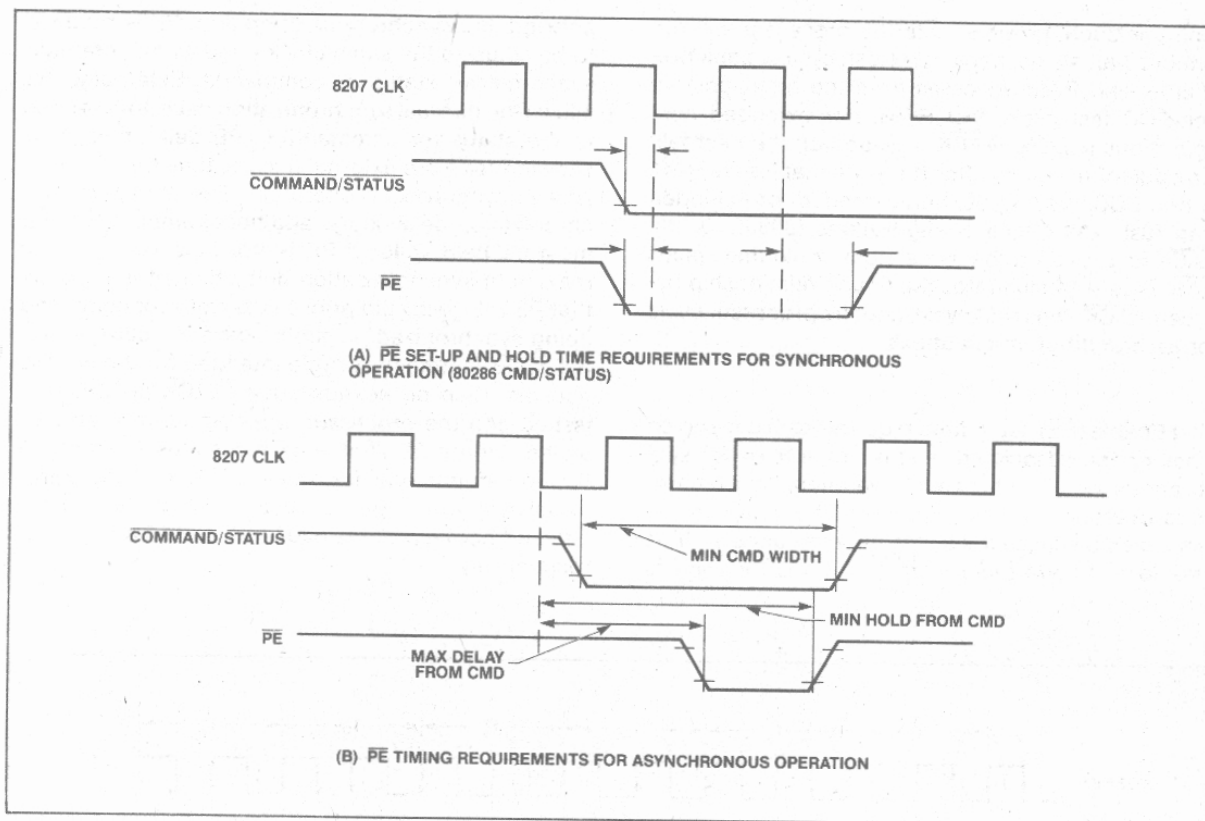 8207 CLK
COMMAND/STATUS
PE
(A) PE SET-UP AND HOLD TIME REQUIREMENTS FOR SYNCHRONOUS
OPERATION (80286 CMD/STATUS)
8207 CLK
COMMAND/STATUS
MIN CMD WIDTH
MIN HOLD FROM CMD
PE
MAX DELAY
FROM CMD
(B) PE TIMING REQUIREMENTS FOR ASYNCHRONOUS OPERATION